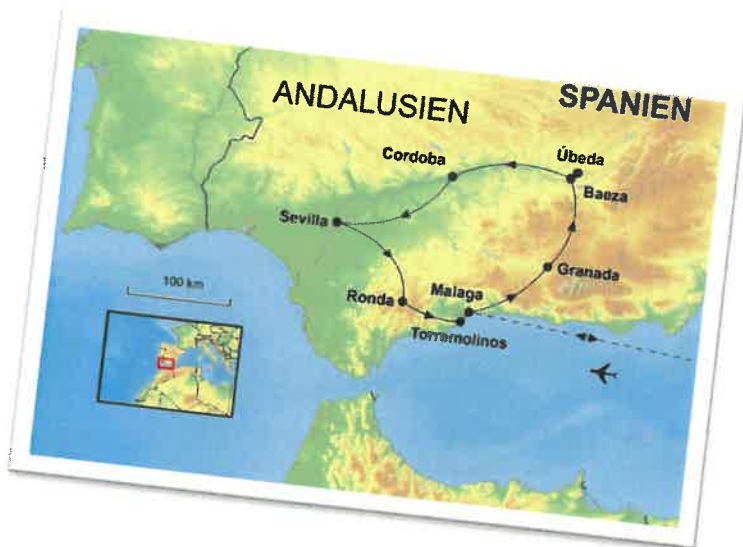 ANDALUSIEN
SPANIEN
Cordoba
Úbeda
Baeza
Sevilla
Granada
100 km
Ronda
Malaga
Torremolinos